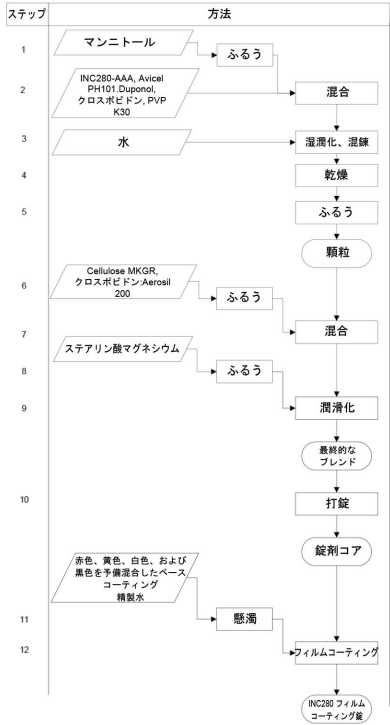 ステップ
方法
1
マンニトール
ふるう
2
INC280-AAA, Avicel
PH101.Duponol,
クロスポビドン, PVP
K30
混合
3
水
湿潤化、混錬
4
乾燥
5
ふるう
顆粒
Cellulose MKGR,
クロスポビドン:Aerosil
200
6
ふるう
7
混合
ステアリン酸マグネシウム
8
ふるう
9
潤滑化
最終的な
ブレンド
10
打錠
錠剤コア
赤色、黄色、白色、および
黒色を予備混合したベース
コーティング
精製水
11
懸濁
12
フィルムコーティング
INC280 フィルム
コーティング錠